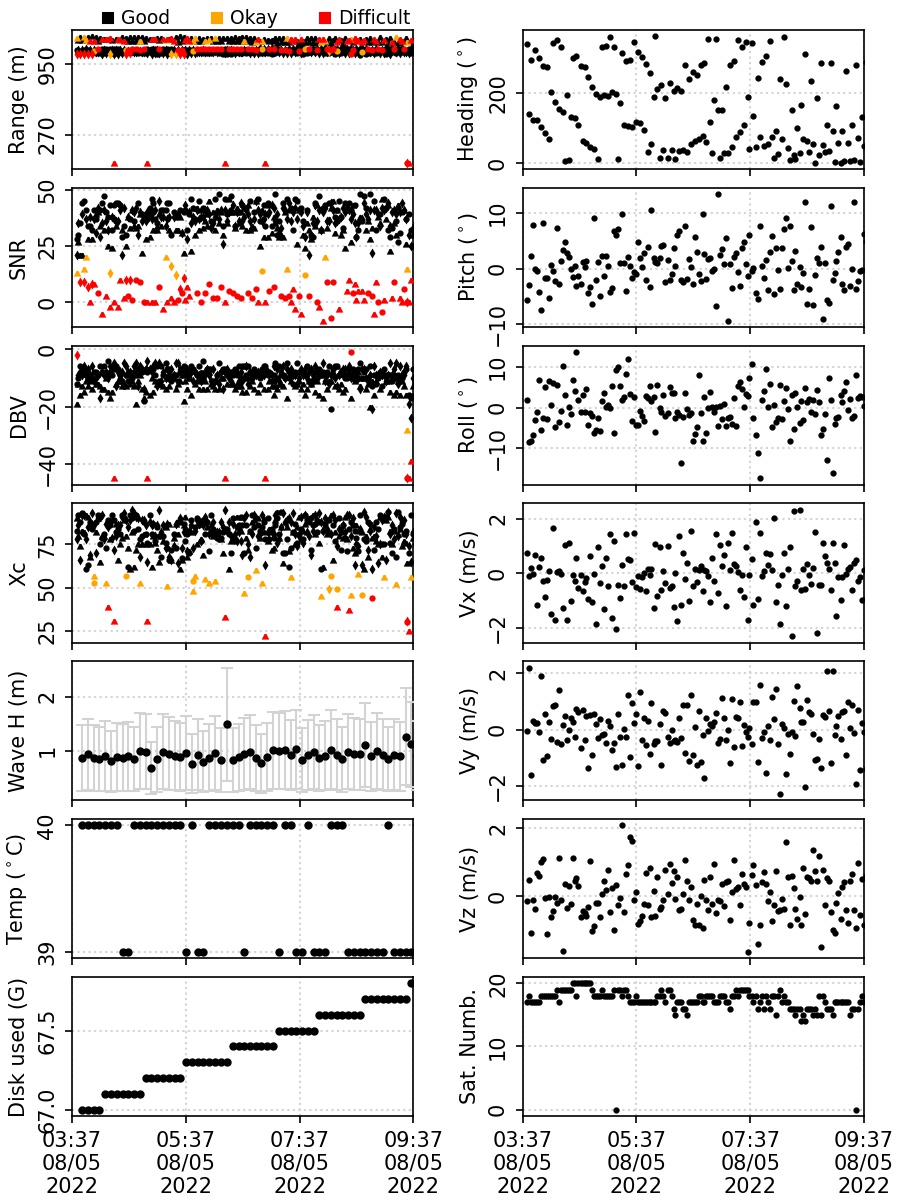 Good Okay Difficult
Range (m)
950
270
Heading (°)
200
0
SNR
50
25
0
Pitch (°)
10
0
−10
DBV
0
−20
−40
Roll (°)
10
0
−10
Xc
75
50
25
Vx (m/s)
2
0
−2
Wave H (m)
2
1
Vy (m/s)
2
0
−2
Temp (°C)
40
39
Vz (m/s)
2
0
Disk used (G)
67.5
67.0
Sat. Numb.
20
10
0
03:37 05:37 07:37 09:37
08/05 08/05 08/05 08/05
2022 2022 2022 2022
03:37 05:37 07:37 09:37
08/05 08/05 08/05 08/05
2022 2022 2022 2022